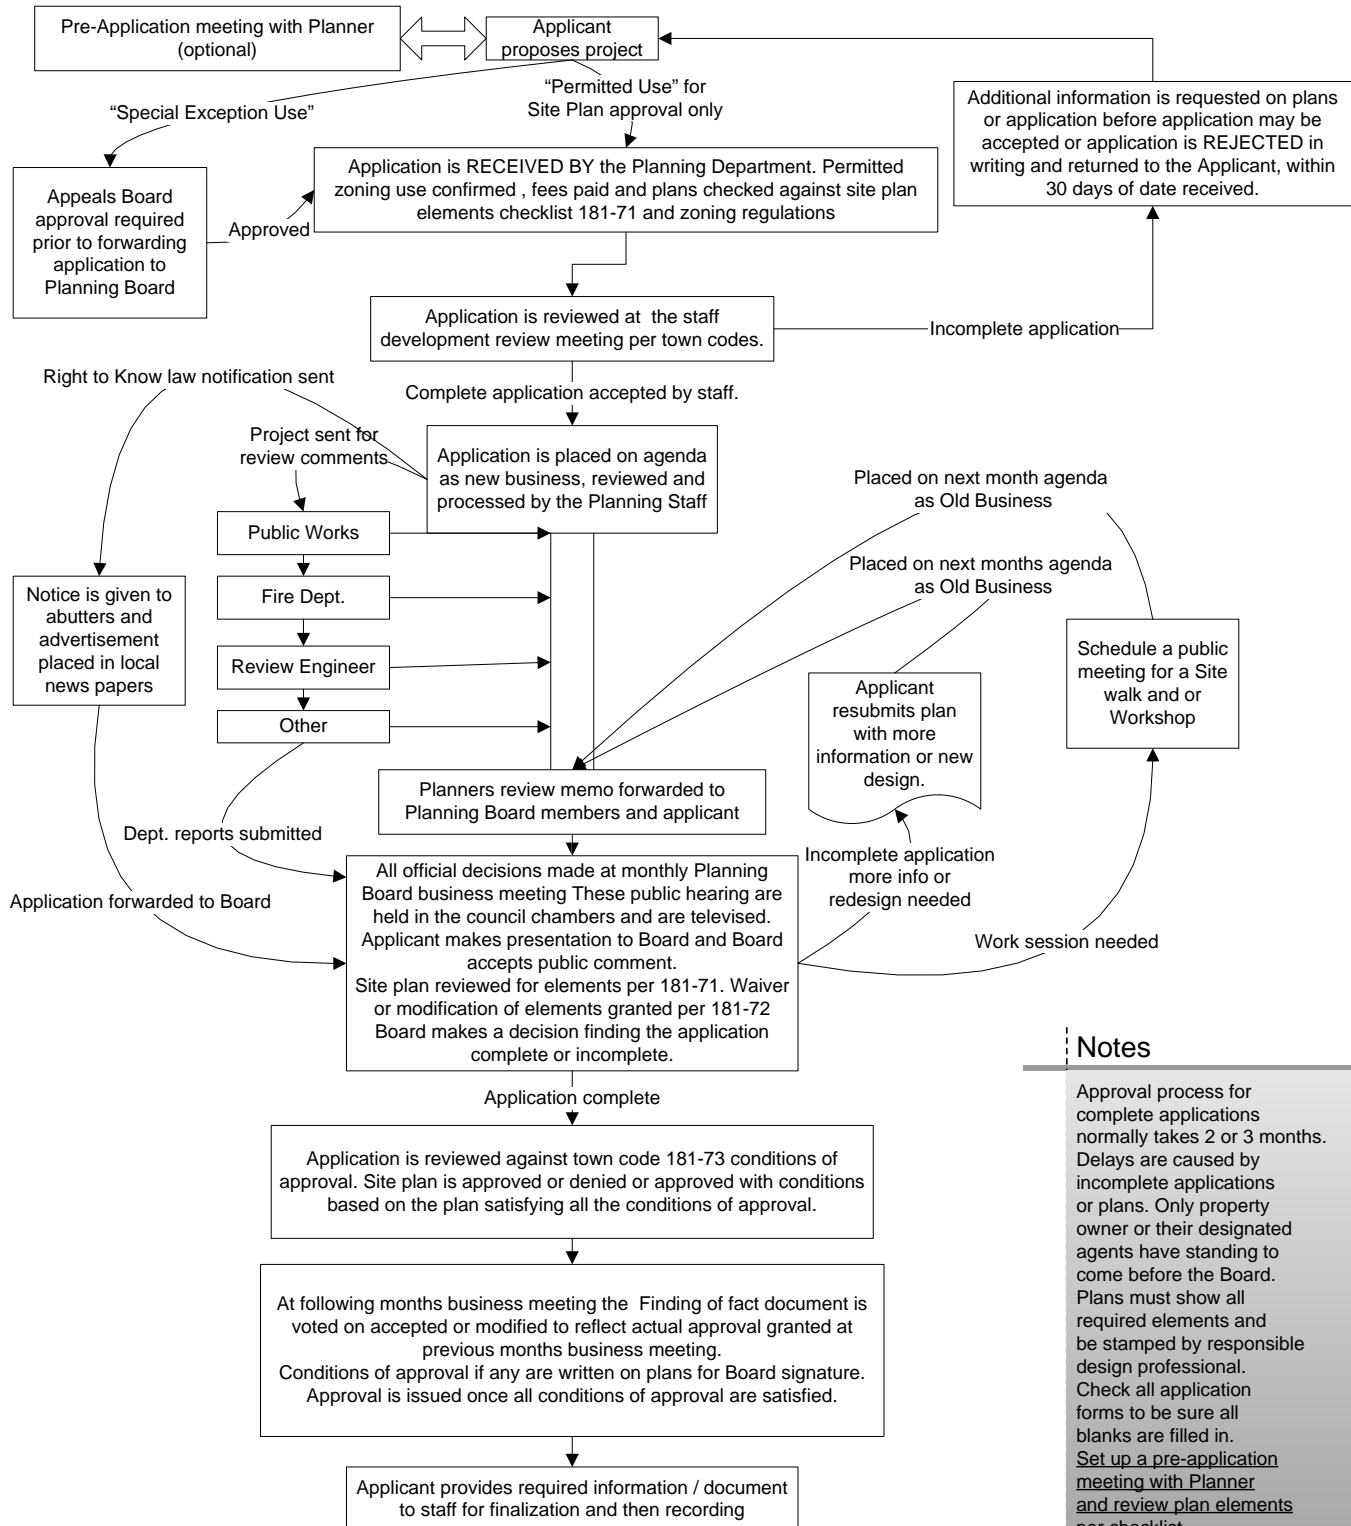 Pre-Application meeting with Planner
(optional)
Applicant
proposes project
"Permitted Use" for
Site Plan approval only
"Special Exception Use"
Additional information is requested on plans
or application before application may be
accepted or application is REJECTED in
writing and returned to the Applicant, within
30 days of date received.
Application is RECEIVED BY the Planning Department. Permitted
zoning use confirmed , fees paid and plans checked against site plan
elements checklist 181-71 and zoning regulations
Appeals Board
approval required
prior to forwarding
application to
Planning Board
Approved
Application is reviewed at  the staff
development review meeting per town codes.
Incomplete application
Right to Know law notification sent
Complete application accepted by staff.
Project sent for
review comments
Application is placed on agenda
as new business, reviewed and
processed by the Planning Staff
Placed on next month agenda
as Old Business
Public Works
Placed on next months agenda
as Old Business
Notice is given to
abutters and
advertisement
placed in local
news papers
Fire Dept.
Review Engineer
Other
Schedule a public
meeting for a Site
walk and or
Workshop
Applicant
resubmits plan
with more
information or new
design.
Planners review memo forwarded to
Planning Board members and applicant
Dept. reports submitted
Incomplete application
more info or
redesign needed
Application forwarded to Board
All official decisions made at monthly Planning
Board business meeting These public hearing are
held in the council chambers and are televised.
Applicant makes presentation to Board and Board
accepts public comment.
Site plan reviewed for elements per 181-71. Waiver
or modification of elements granted per 181-72
Board makes a decision finding the application
complete or incomplete.
Work session needed
Application complete
Application is reviewed against town code 181-73 conditions of
approval. Site plan is approved or denied or approved with conditions
based on the plan satisfying all the conditions of approval.
At following months business meeting the  Finding of fact document is
voted on accepted or modified to reflect actual approval granted at
previous months business meeting.
Conditions of approval if any are written on plans for Board signature.
Approval is issued once all conditions of approval are satisfied.
Applicant provides required information / document
to staff for finalization and then recording
Notes
Approval process for
complete applications
normally takes 2 or 3 months.
Delays are caused by
incomplete applications
or plans. Only property
owner or their designated
agents have standing to
come before the Board.
Plans must show all
required elements and
be stamped by responsible
design professional.
Check all application
forms to be sure all
blanks are filled in.
Set up a pre-application
meeting with Planner
and review plan elements
per checklist